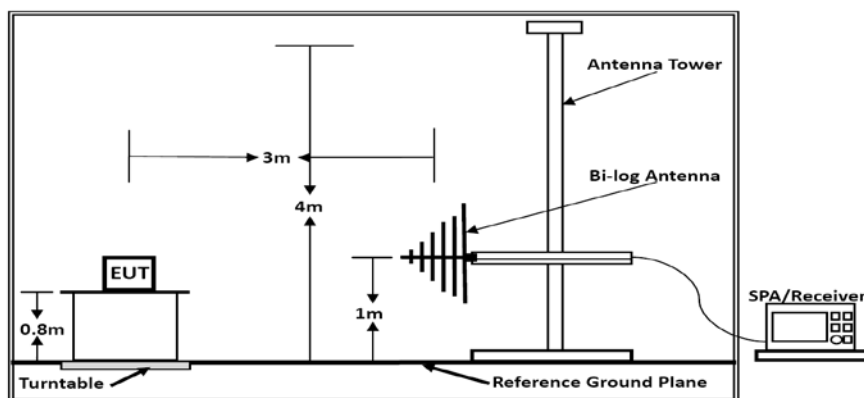 Antenna Tower
3m
Bi-log Antenna
4m
EUT
0.8m
1m
SPA/Receiver
Turntable
Reference Ground Plane